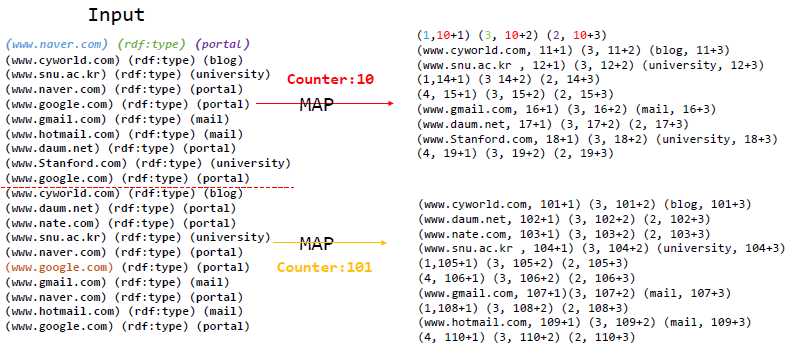 Input
(www.naver.com) (rdf:type) (portal)
(www.cyworld.com) (rdf:type) (blog)
(www.snu.ac.kr) (rdf:type) (university)
(www.naver.com) (rdf:type) (portal)
(www.google.com) (rdf:type) (portal)
(www.gmail.com) (rdf:type) (mail)
(www.hotmail.com) (rdf:type) (mail)
(www.daum.net) (rdf:type) (portal)
(www.Stanford.com) (rdf:type) (university)
(www.google.com) (rdf:type) (portal)
(www.cyworld.com) (rdf:type) (blog)
(www.daum.net) (rdf:type) (portal)
(www.nate.com) (rdf:type) (portal)
(www.snu.ac.kr) (rdf:type) (university)
(www.naver.com) (rdf:type) (portal)
(www.google.com) (rdf:type) (portal)
(www.gmail.com) (rdf:type) (mail)
(www.naver.com) (rdf:type) (portal)
(www.hotmail.com) (rdf:type) (mail)
(www.google.com) (rdf:type) (portal)
Counter:10
MAP
MAP
Counter:101
(1,10+1) (3, 10+2) (2, 10+3)
(www.cyworld.com, 11+1) (3, 11+2) (blog, 11+3)
(www.snu.ac.kr , 12+1) (3, 12+2) (university, 12+3)
(1,14+1) (3 14+2) (2, 14+3)
(4, 15+1) (3, 15+2) (2, 15+3)
(www.gmail.com, 16+1) (3, 16+2) (mail, 16+3)
(www.daum.net, 17+1) (3, 17+2) (2, 17+3)
(www.Stanford.com, 18+1) (3, 18+2) (university, 18+3)
(4, 19+1) (3, 19+2) (2, 19+3)
(www.cyworld.com, 101+1) (3, 101+2) (blog, 101+3)
(www.daum.net, 102+1) (3, 102+2) (2, 102+3)
(www.nate.com, 103+1) (3, 103+2) (2, 103+3)
(www.snu.ac.kr , 104+1) (3, 104+2) (university, 104+3)
(1,105+1) (3, 105+2) (2, 105+3)
(4, 106+1) (3, 106+2) (2, 106+3)
(www.gmail.com, 107+1)(3, 107+2) (mail, 107+3)
(1,108+1) (3, 108+2) (2, 108+3)
(www.hotmail.com, 109+1) (3, 109+2) (mail, 109+3)
(4, 110+1) (3, 110+2) (2, 110+3)